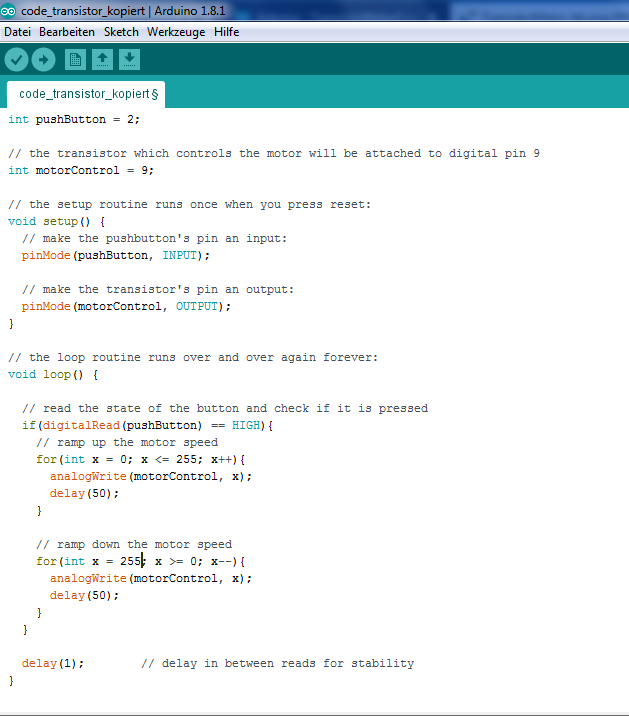 code_transistor_kopiert | Arduino 1.8.1
Datei Bearbeiten Sketch Werkzeuge Hilfe
code_transistor_kopiert §
int pushButton = 2;
// the transistor which controls the motor will be attached to digital pin 9
int motorControl = 9;
// the setup routine runs once when you press reset:
void setup() {
// make the pushbutton's pin an input:
pinMode(pushButton, INPUT);
// make the transistor's pin an output:
pinMode(motorControl, OUTPUT);
}
// the loop routine runs over and over again forever:
void loop() {
// read the state of the button and check if it is pressed
if(digitalRead(pushButton) == HIGH){
// ramp up the motor speed
for(int x = 0; x <= 255; x++){
analogWrite(motorControl, x);
delay(50);
}
// ramp down the motor speed
for(int x = 255; x >= 0; x--){
analogWrite(motorControl, x);
delay(50);
}
}
delay(1); // delay in between reads for stability
}